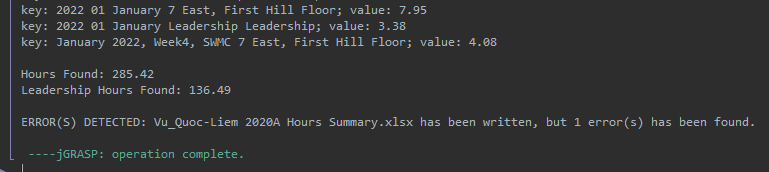 key: 2022 01 January 7 East, First Hill Floor; value: 7.95
key: 2022 01 January Leadership Leadership; value: 3.38
key: January 2022, Week4, SWMC 7 East, First Hill Floor; value: 4.08
Hours Found: 285.42
Leadership Hours Found: 136.49
ERROR(S) DETECTED: Vu_Quoc-Liem 2020A Hours Summary.xlsx has been written, but 1 error(s) has been found.
----jGRASP: operation complete.